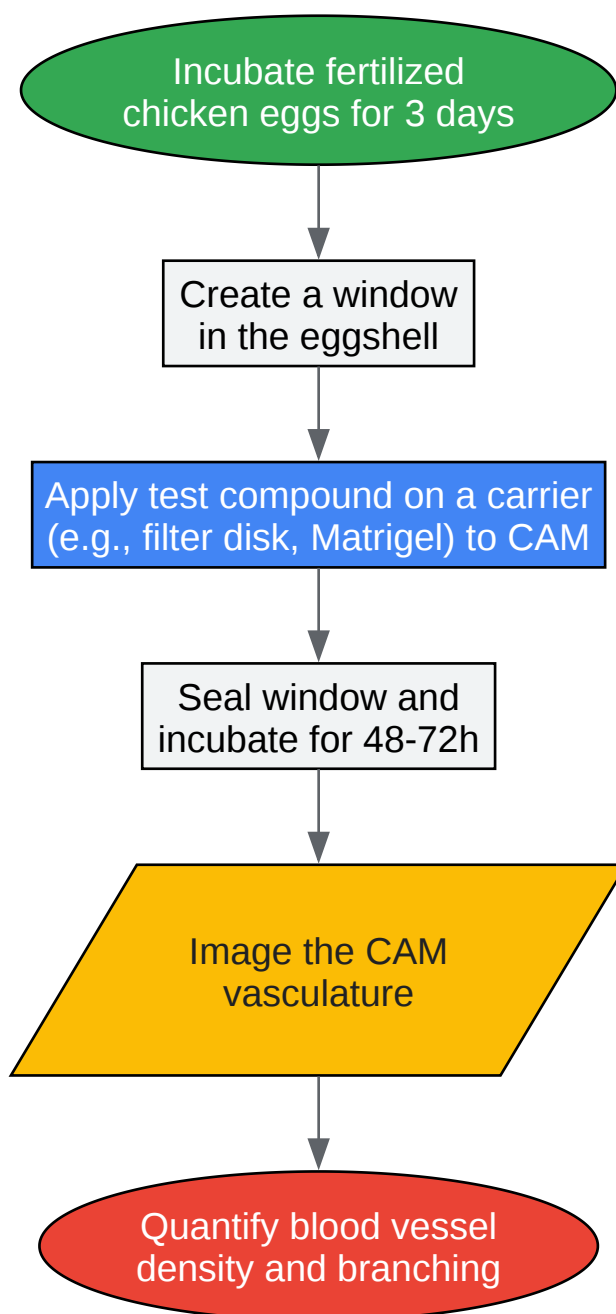 Incubate fertilized
chicken eggs for 3 days
Create a window
in the eggshell
Apply test compound on a carrier
(e.g., filter disk, Matrigel) to CAM
Seal window and
incubate for 48-72h
Image the CAM
vasculature
Quantify blood vessel
density and branching